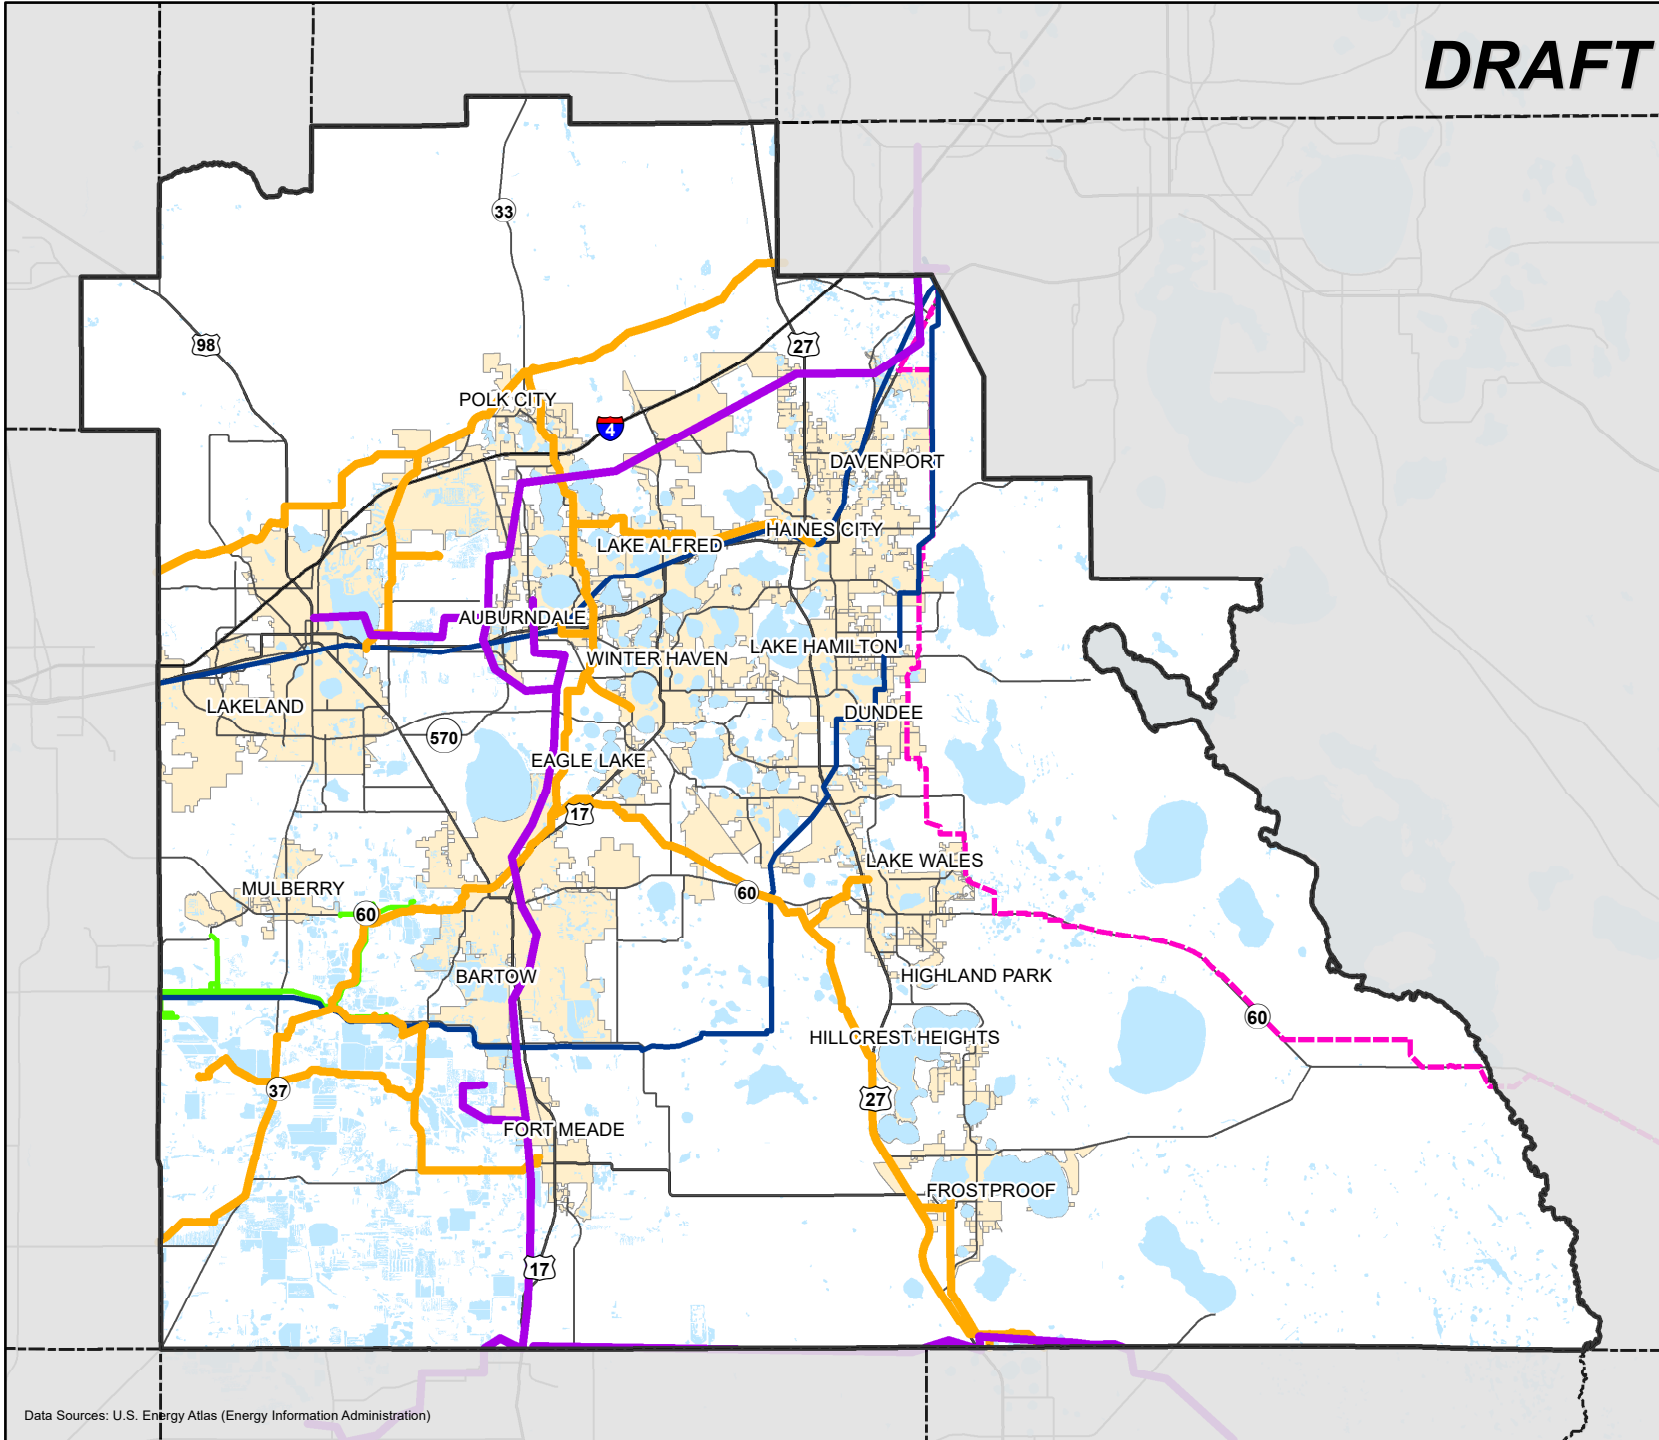 DRAFT
33
98
27
POLK CITY
4
DAVENPORT
HAINES CITY
LAKE ALFRED
AUBURNDALE
LAKE HAMILTON
WINTER HAVEN
LAKELAND
DUNDEE
570
EAGLE LAKE
17
LAKE WALES
MULBERRY
60
60
BARTOW
HIGHLAND PARK
60
HILLCREST HEIGHTS
37
27
FORT MEADE
FROSTPROOF
17
Data Sources: U.S. Energy Atlas (Energy Information Administration)